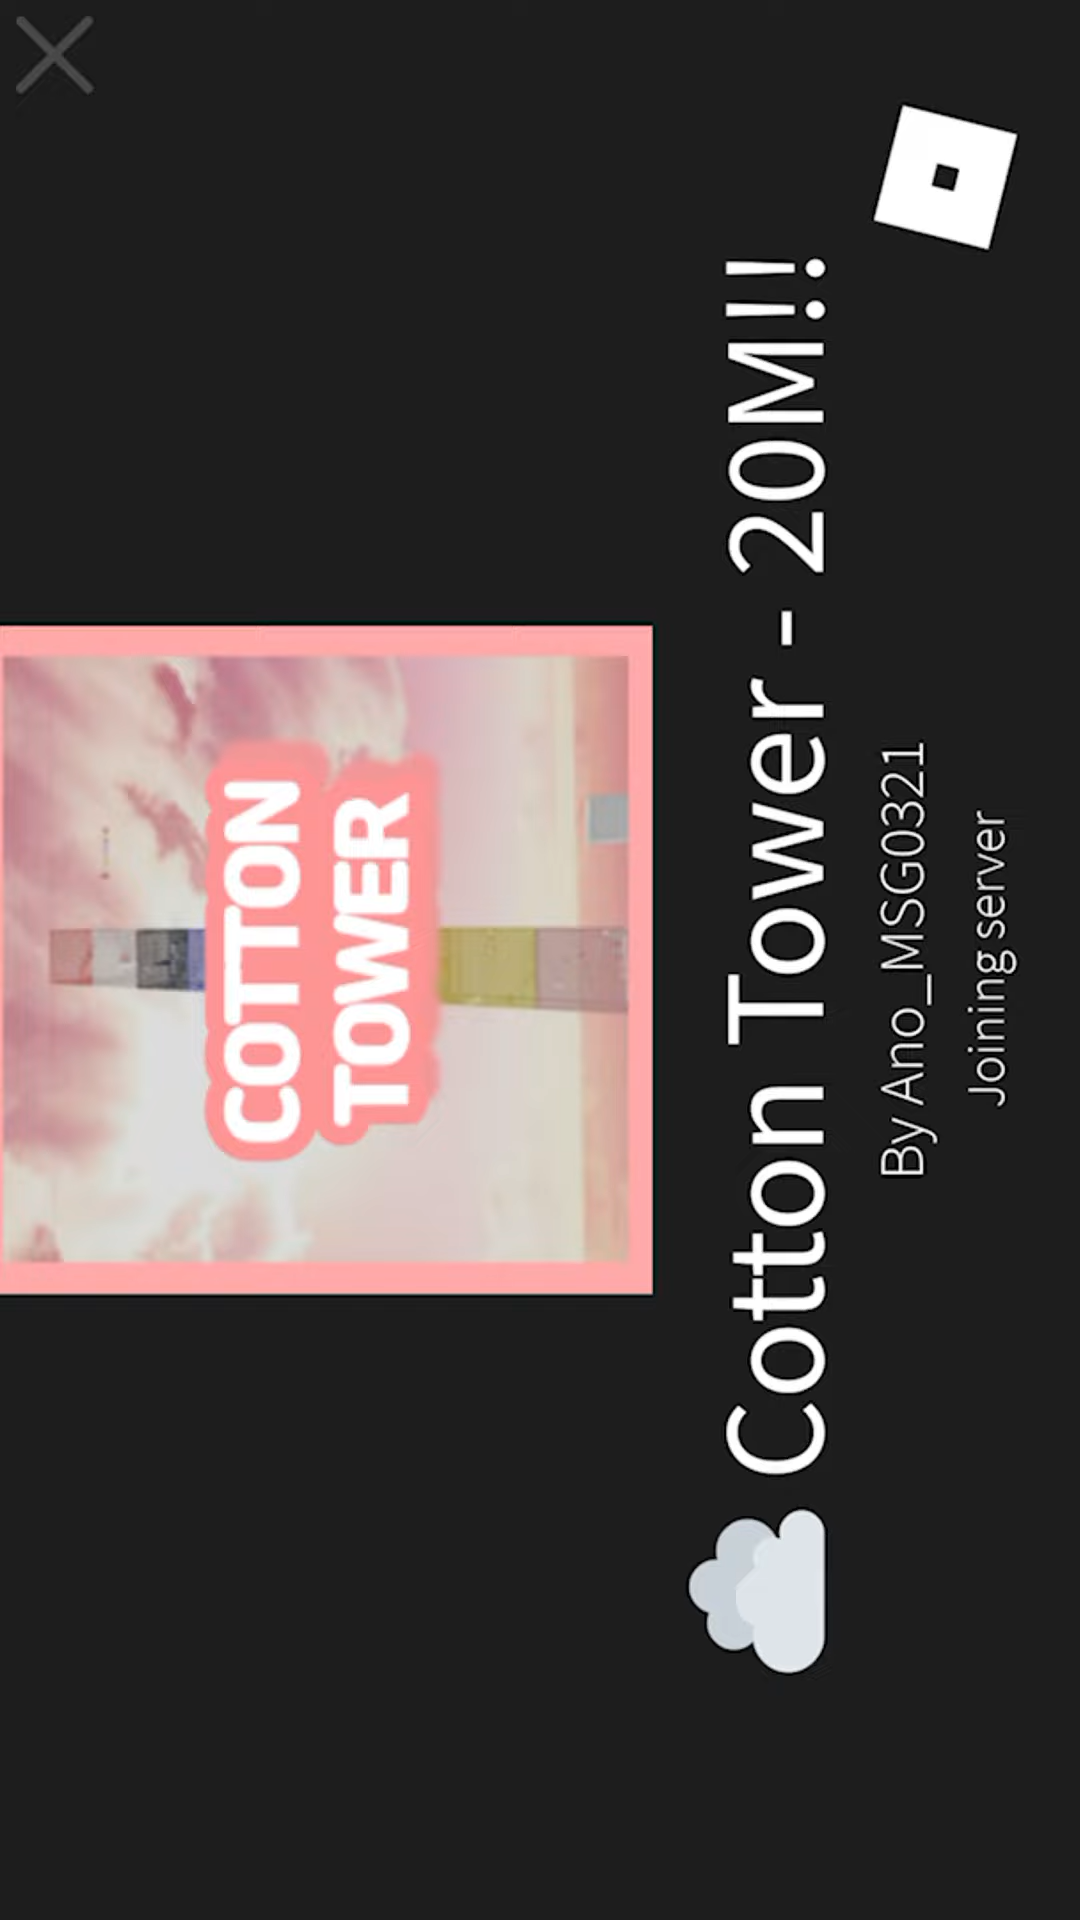 COTTON
TOWER
☁️ Cotton Tower - 20M!!
By Ano_MSG0321
Joining server